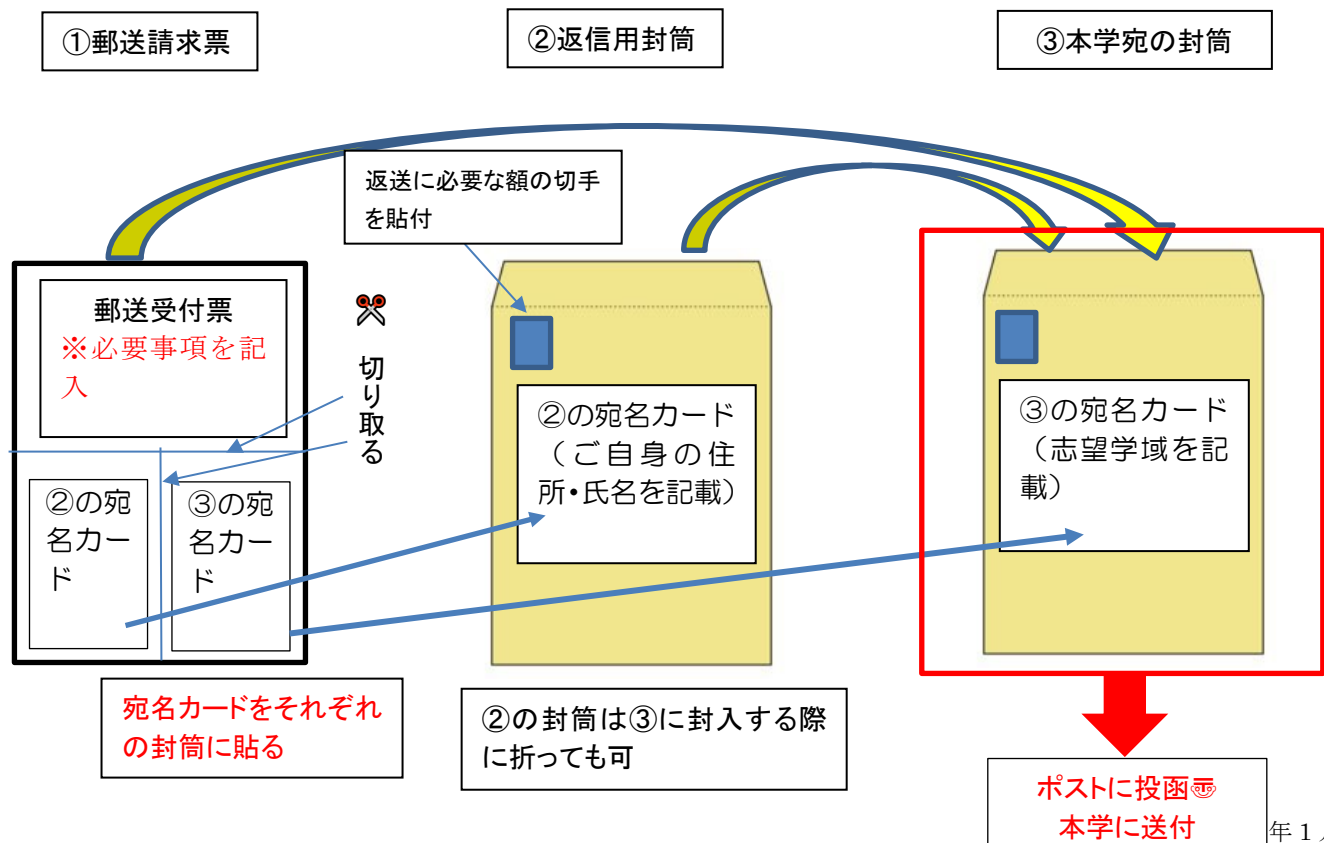 ①郵送請求票
②返信用封筒
③本学宛の封筒
返送に必要な額の切手
を貼付
郵送受付票
※必要事項を記
入
切り取る
②の宛
名カー
ド
③の宛
名カー
ド
②の宛名カード
（ご自身の住
所・氏名を記載）
③の宛名カード
（志望学域を記
載）
宛名カードをそれぞれ
の封筒に貼る
②の封筒は③に封入する際
に折っても可
ポストに投函〠
本学に送付
年1